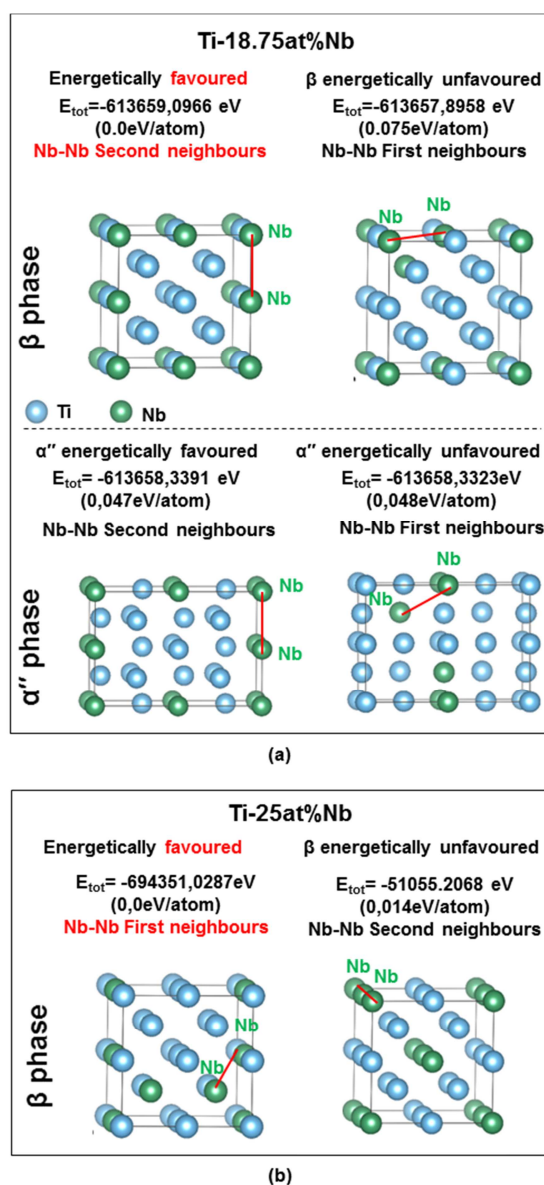 Ti-18.75at%Nb
Energetically favoured
E_tot=-613659,0966 eV
(0.0eV/atom)
Nb-Nb Second neighbours
β energetically unfavoured
E_tot=-613657,8958 eV
(0.075eV/atom)
Nb-Nb First neighbours
β phase
Nb
Nb
Nb
Nb
Ti
Nb
α″ energetically favoured
E_tot= -613658,3391 eV
(0,047eV/atom)
Nb-Nb Second neighbours
α″ energetically unfavoured
E_tot= -613658,3323eV
(0,048eV/atom)
Nb-Nb First neighbours
α″ phase
Nb
Nb
Nb
Nb
(a)
Ti-25at%Nb
Energetically favoured
E_tot= -694351,0287eV
(0,0eV/atom)
Nb-Nb First neighbours
β energetically unfavoured
E_tot= -51055.2068 eV
(0,014eV/atom)
Nb-Nb Second neighbours
β phase
Nb
Nb
Nb
Nb
(b)